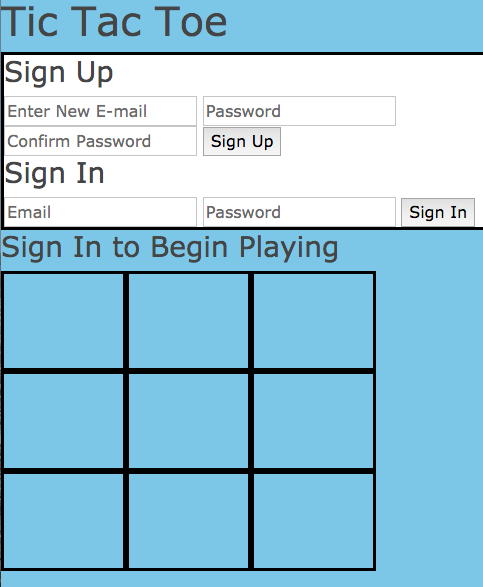 Tic Tac Toe
Sign Up
Enter New E-mail Password
Confirm Password Sign Up
Sign In
Email Password Sign In
Sign In to Begin Playing